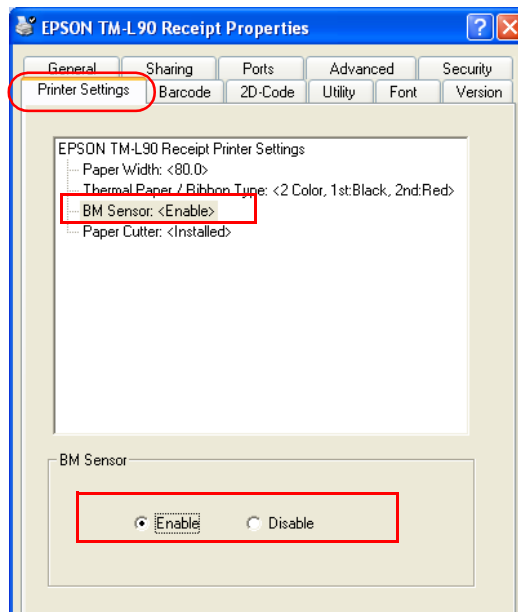 EPSON TM-L90 Receipt Properties
General Sharing Ports Advanced Security
Printer Settings Barcode 2D-Code Utility Font Version
EPSON TM-L90 Receipt Printer Settings
Paper Width: <80.0>
Thermal Paper / Ribbon Type: <2 Color, 1st:Black, 2nd:Red>
BM Sensor: <Enable>
Paper Cutter: <Installed>
BM Sensor
Enable Disable